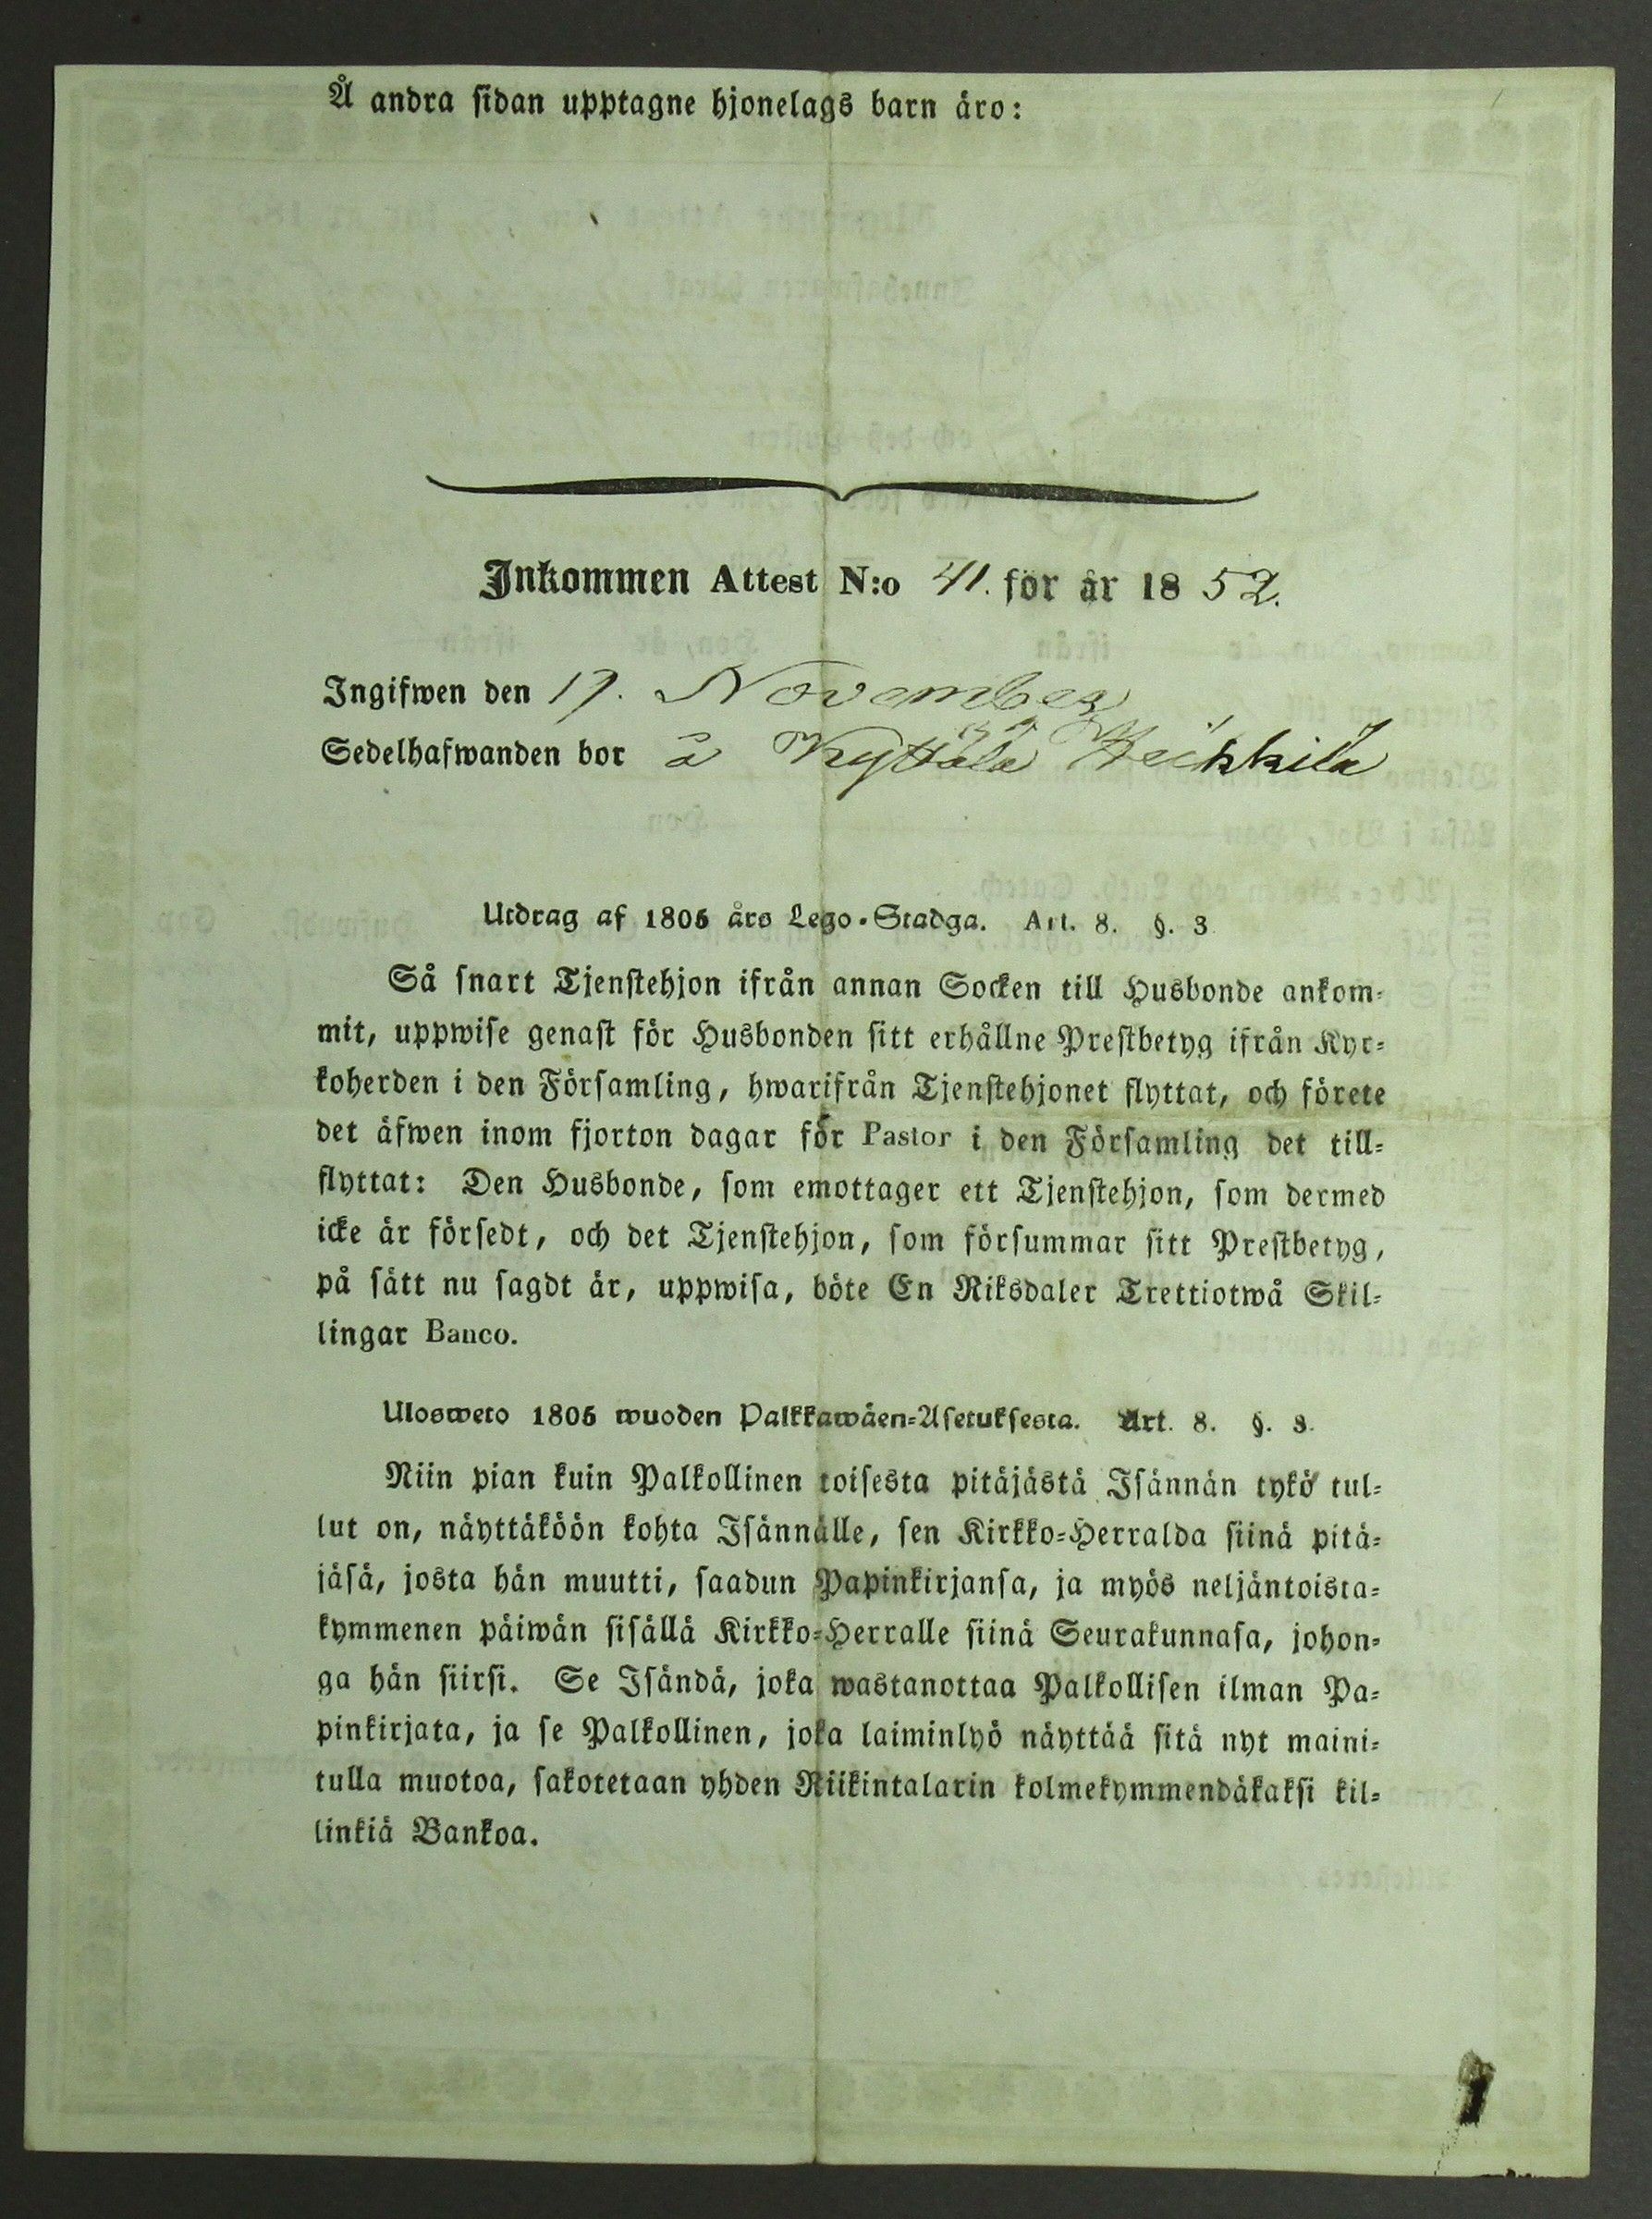 Å andra sidan upptagne hjonelags barn äro:
Inkommen Attest N:o 41. för år 18 52.
Ingifwen den 19. November
Sedelhafwanden bor å Kyttälä Heikkilä
Utdrag af 1805 års Lego-Stadga. Art. 8. §. 3
Så snart Tjenstehjon ifrån annan Socken till Husbonde ankom-
mit, uppwise genast för Husbonden sitt erhållne Prestbetyg ifrån Kyr-
koherden i den Församling, hwarifrån Tjenstehjonet flyttat, och förete
det äfwen inom fjorton dagar för Pastor i den Församling det till-
flyttat: Den Husbonde, som emottager ett Tjenstehjon, som dermed
icke är försedt, och det Tjenstehjon, som försummar sitt Prestbetyg,
på sätt nu sagdt är, uppwisa, böte En Riksdaler Trettiotwå Skil-
lingar Banco.
Ulosweto 1805 wuoden Palkkawäen-Asetuksesta. Art. 8. §. 3.
Niin pian kuin Palkollinen toisesta pitäjästä Isännän tykö tul-
lut on, näyttäköön kohta Isännälle, sen Kirkko-Herralda siinä pitä-
jäsä, josta hän muutti, saadun Papinkirjansa, ja myös neljäntoista-
kymmenen päiwän sisällä Kirkko-Herralle siinä Seurakunnasa, johon-
ga hän siirsi. Se Isändä, joka wastanottaa Palkollisen ilman Pa-
pinkirjata, ja se Palkollinen, joka laiminlyö näyttää sitä nyt maini-
tulla muotoa, sakotetaan yhden Riikintalarin kolmekymmendäkaksi kil-
linkiä Bankoa.